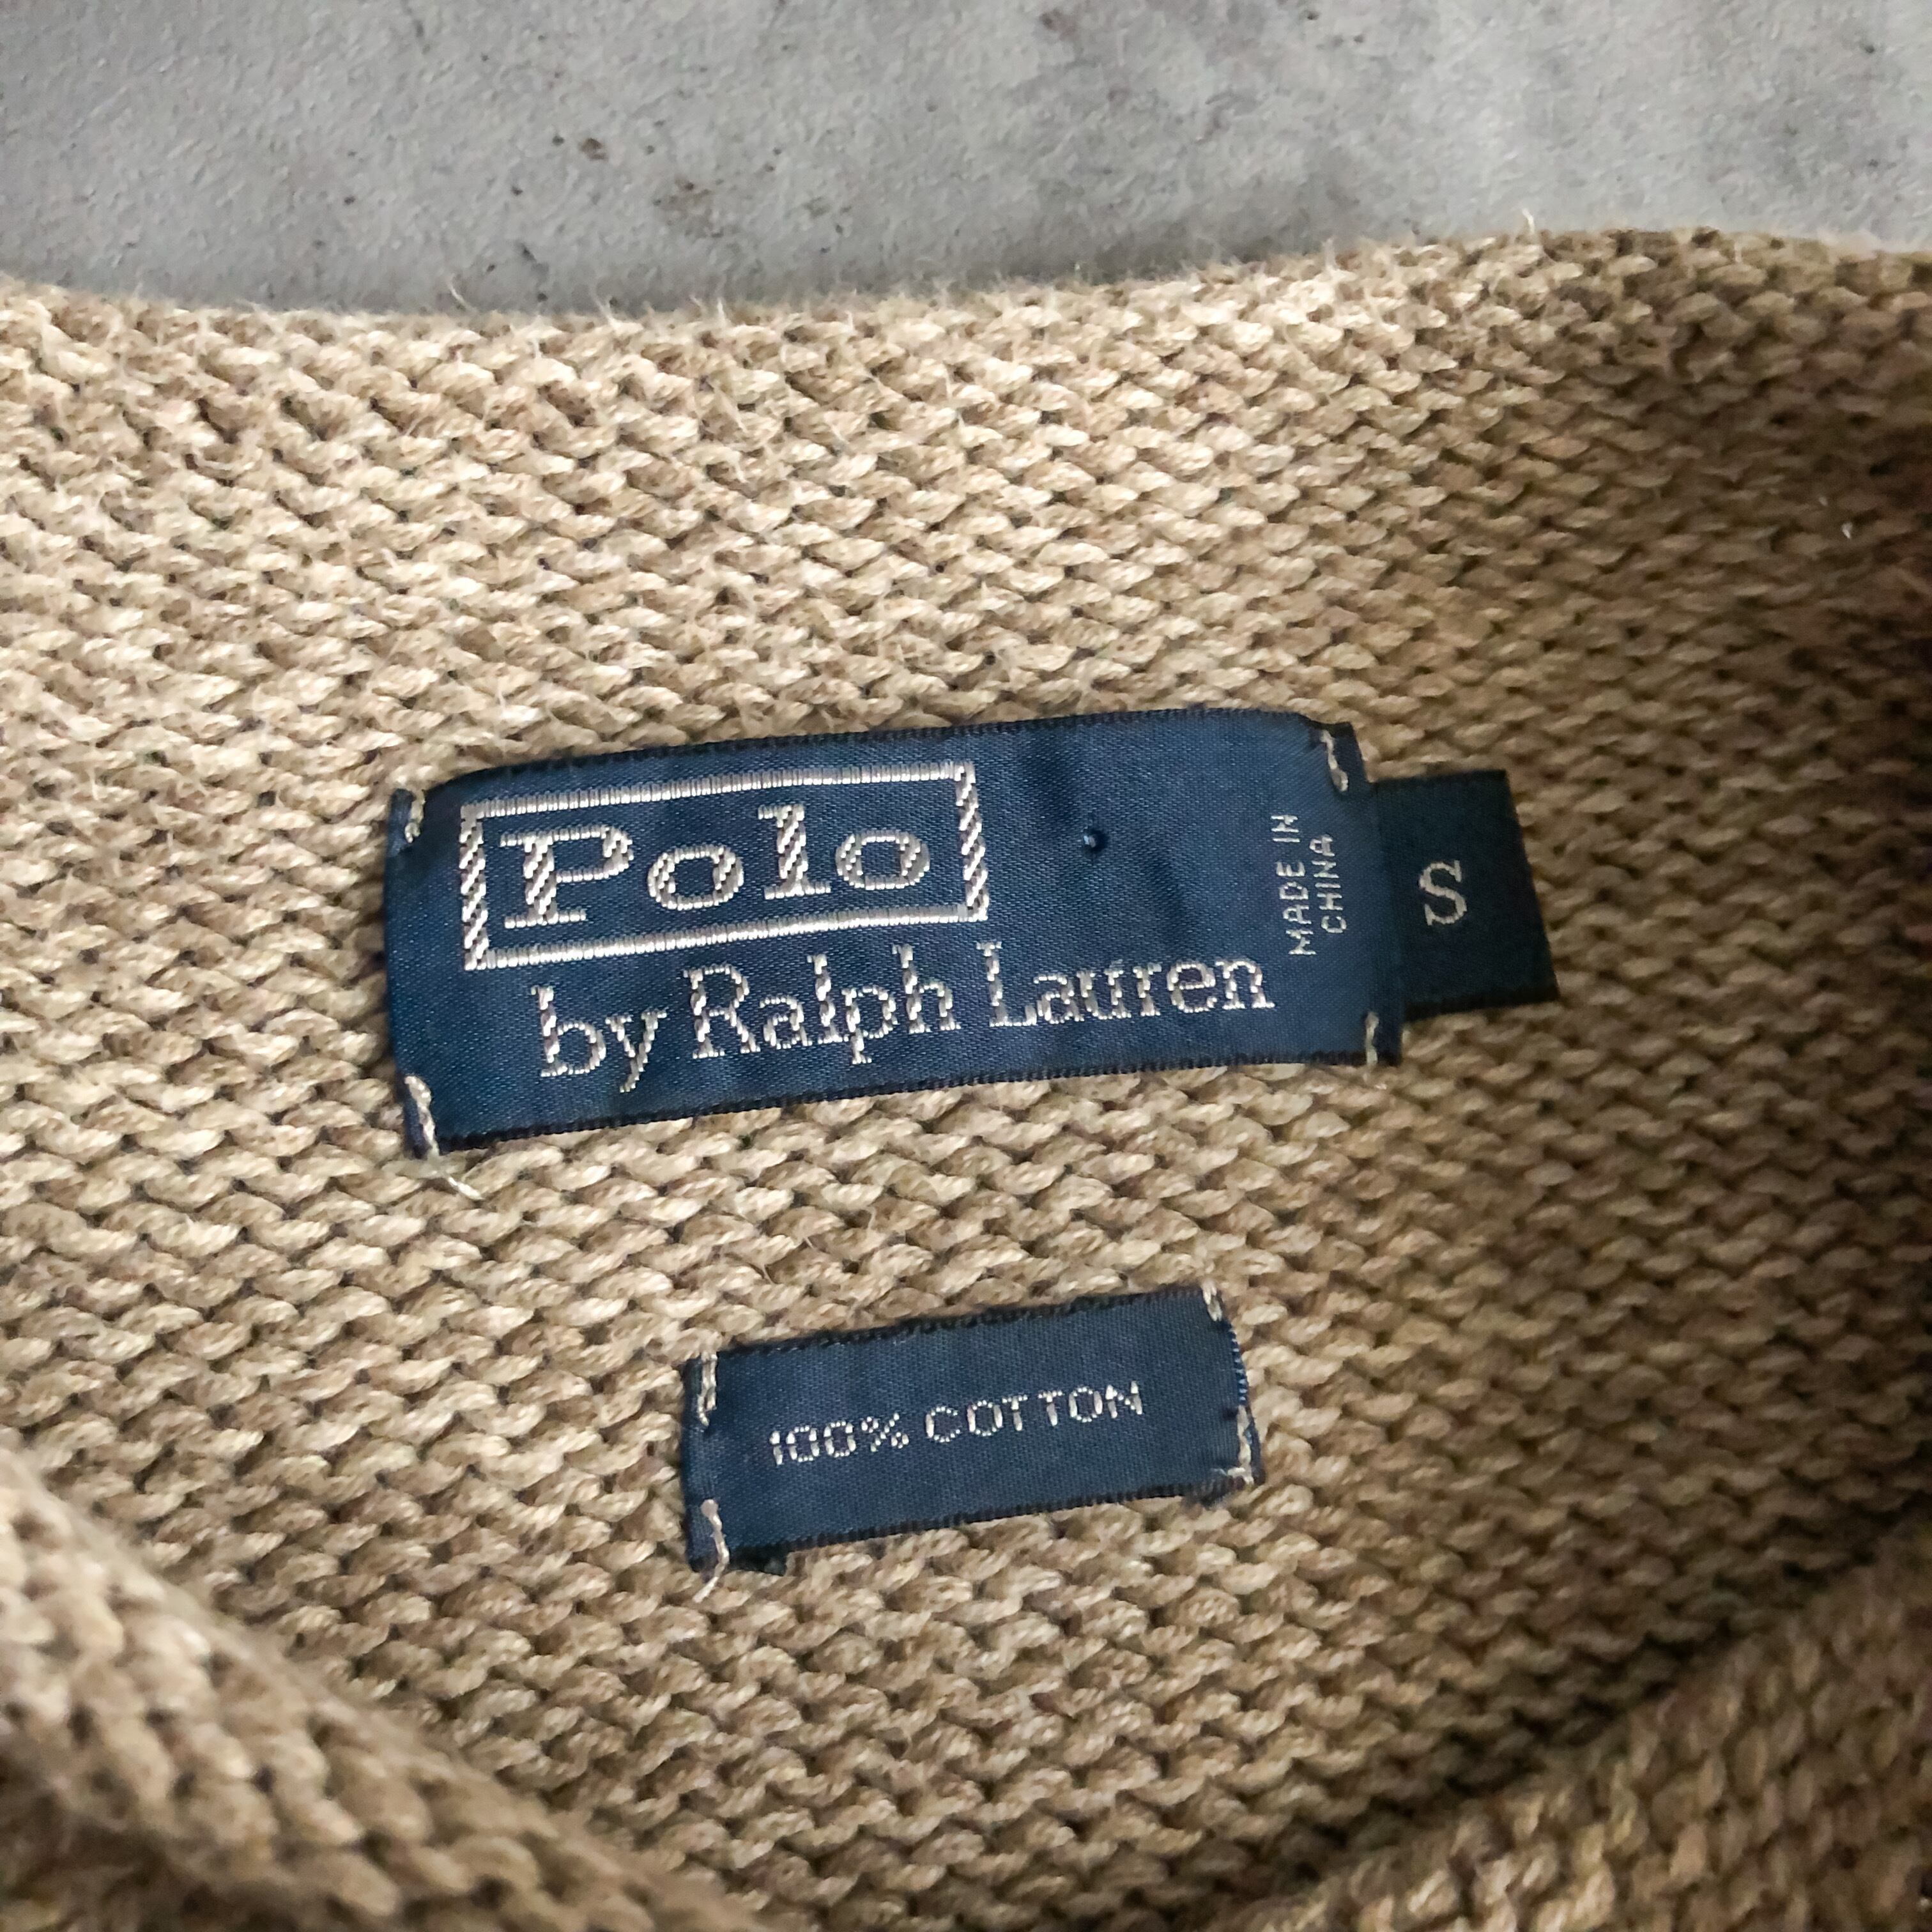 Polo
by Ralph Lauren
MADE IN
CHINA
S
100% COTTON